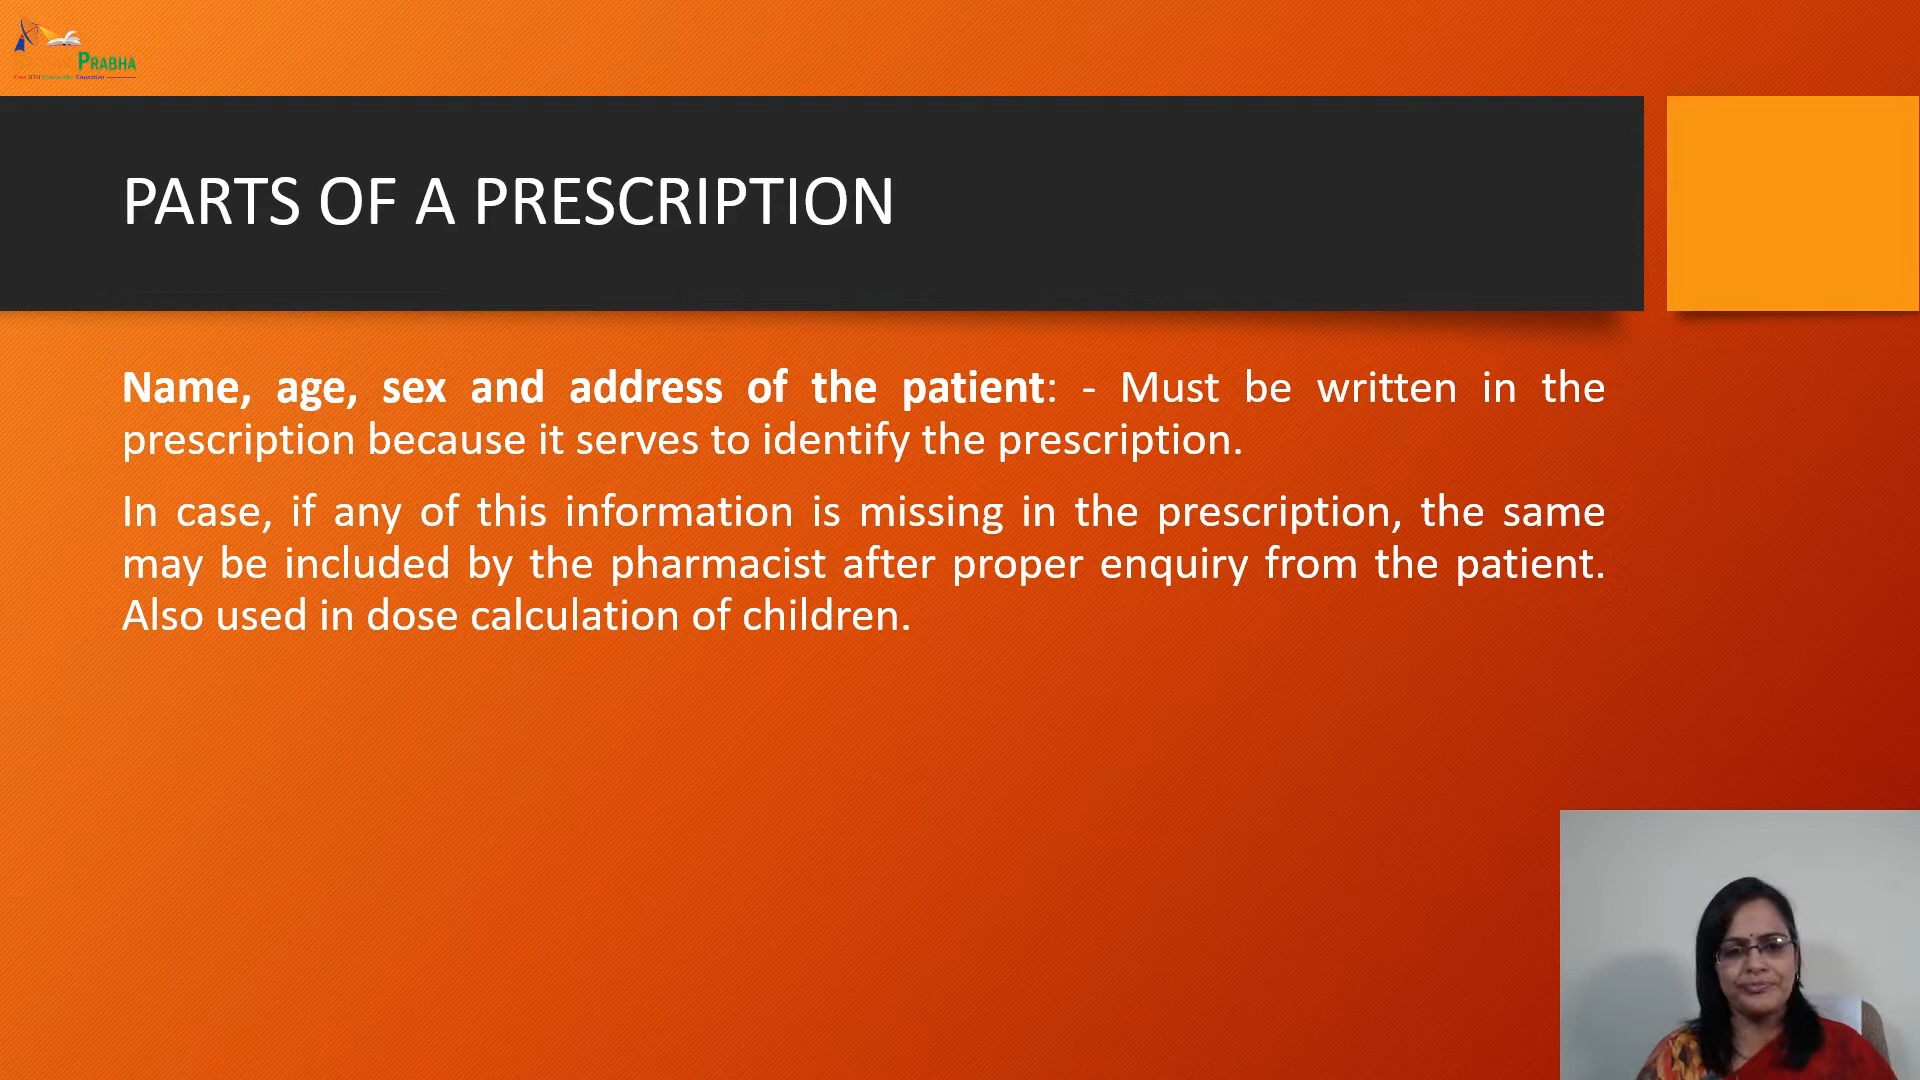 PRABHA
PARTS OF A PRESCRIPTION
Name, age, sex and address of the patient: - Must be written in the
prescription because it serves to identify the prescription.
In case, if any of this information is missing in the prescription, the same
may be included by the pharmacist after proper enquiry from the patient.
Also used in dose calculation of children.